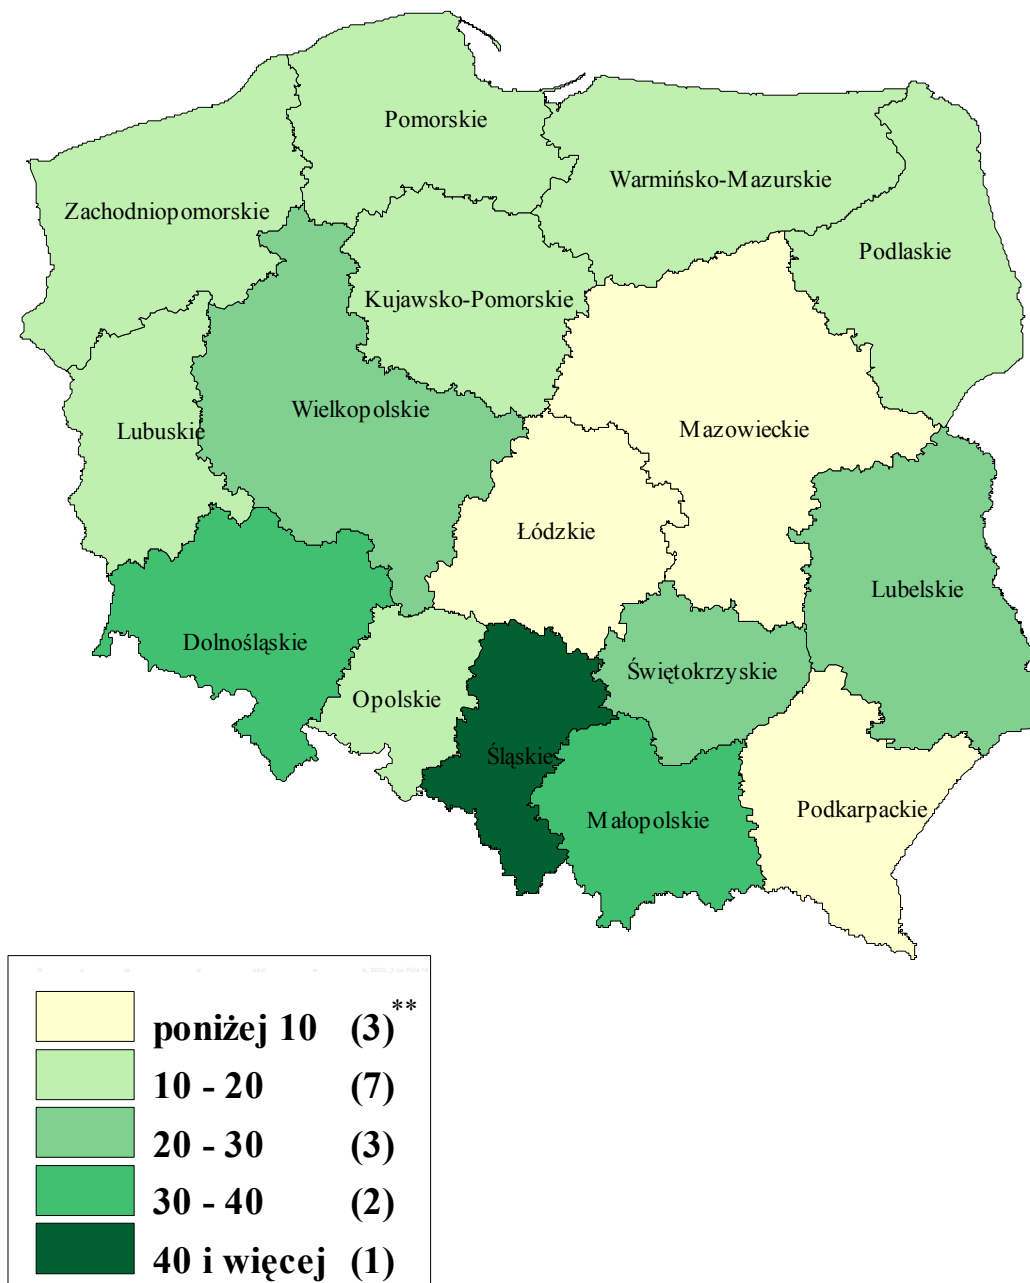 Pomorskie
Warmińsko-Mazurskie
Zachodniopomorskie
Podlaskie
Kujawsko-Pomorskie
Wielkopolskie
Lubuskie
Mazowieckie
Łódzkie
Lubelskie
Dolnośląskie
Świętokrzyskie
Opolskie
Śląskie
Podkarpackie
Małopolskie
poniżej 10 (3)**
10 - 20 (7)
20 - 30 (3)
30 - 40 (2)
40 i więcej (1)